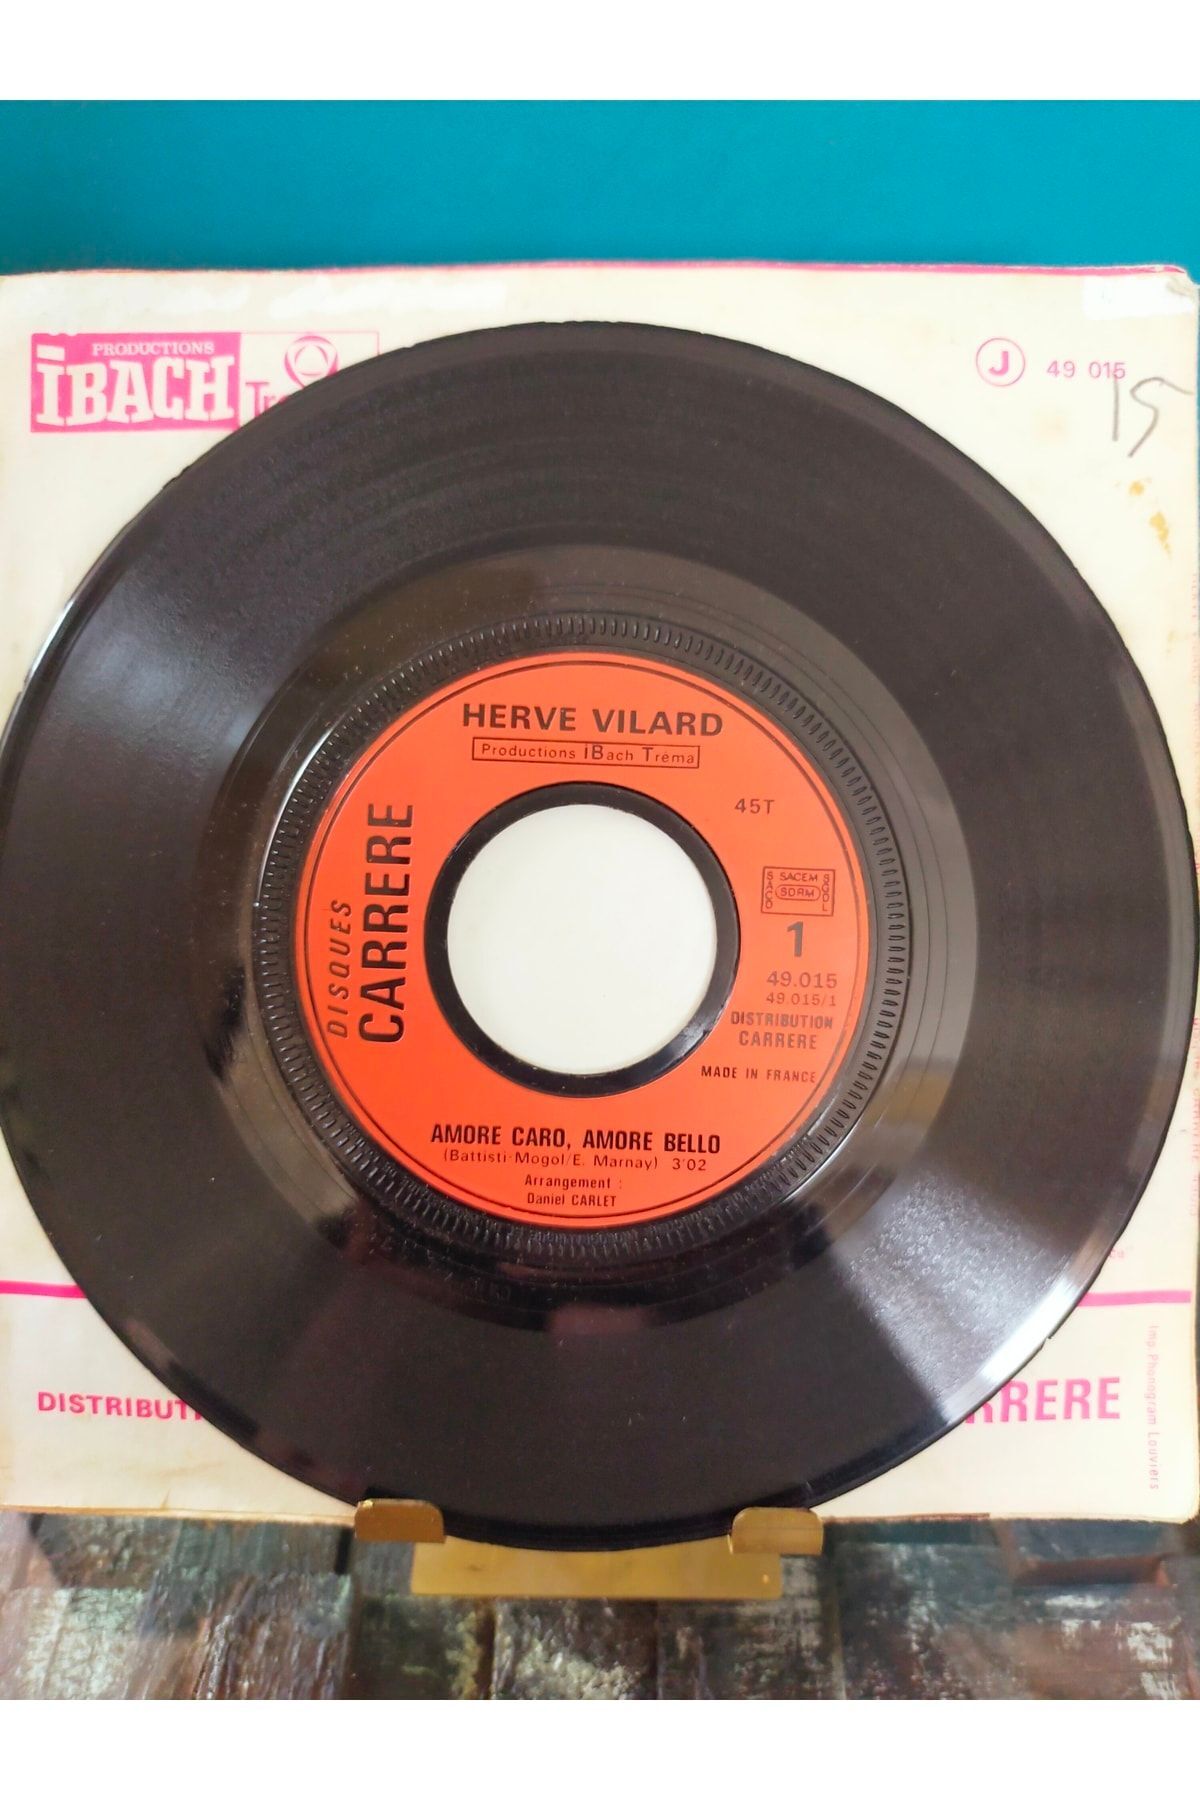 PRODUCTIONS
iBACH
J 49 015
15
HERVE VILARD
Productions IBach Trema
45T
DISQUES
CARRERE
SACEM
SACD SDRM SGDL
1
49.015
49.015/1
DISTRIBUTION
CARRERE
MADE IN FRANCE
AMORE CARO, AMORE BELLO
(Battisti-Mogol/E. Marnay) 3'02
Arrangement :
Daniel CARLET
Imp Phonogram Louviers